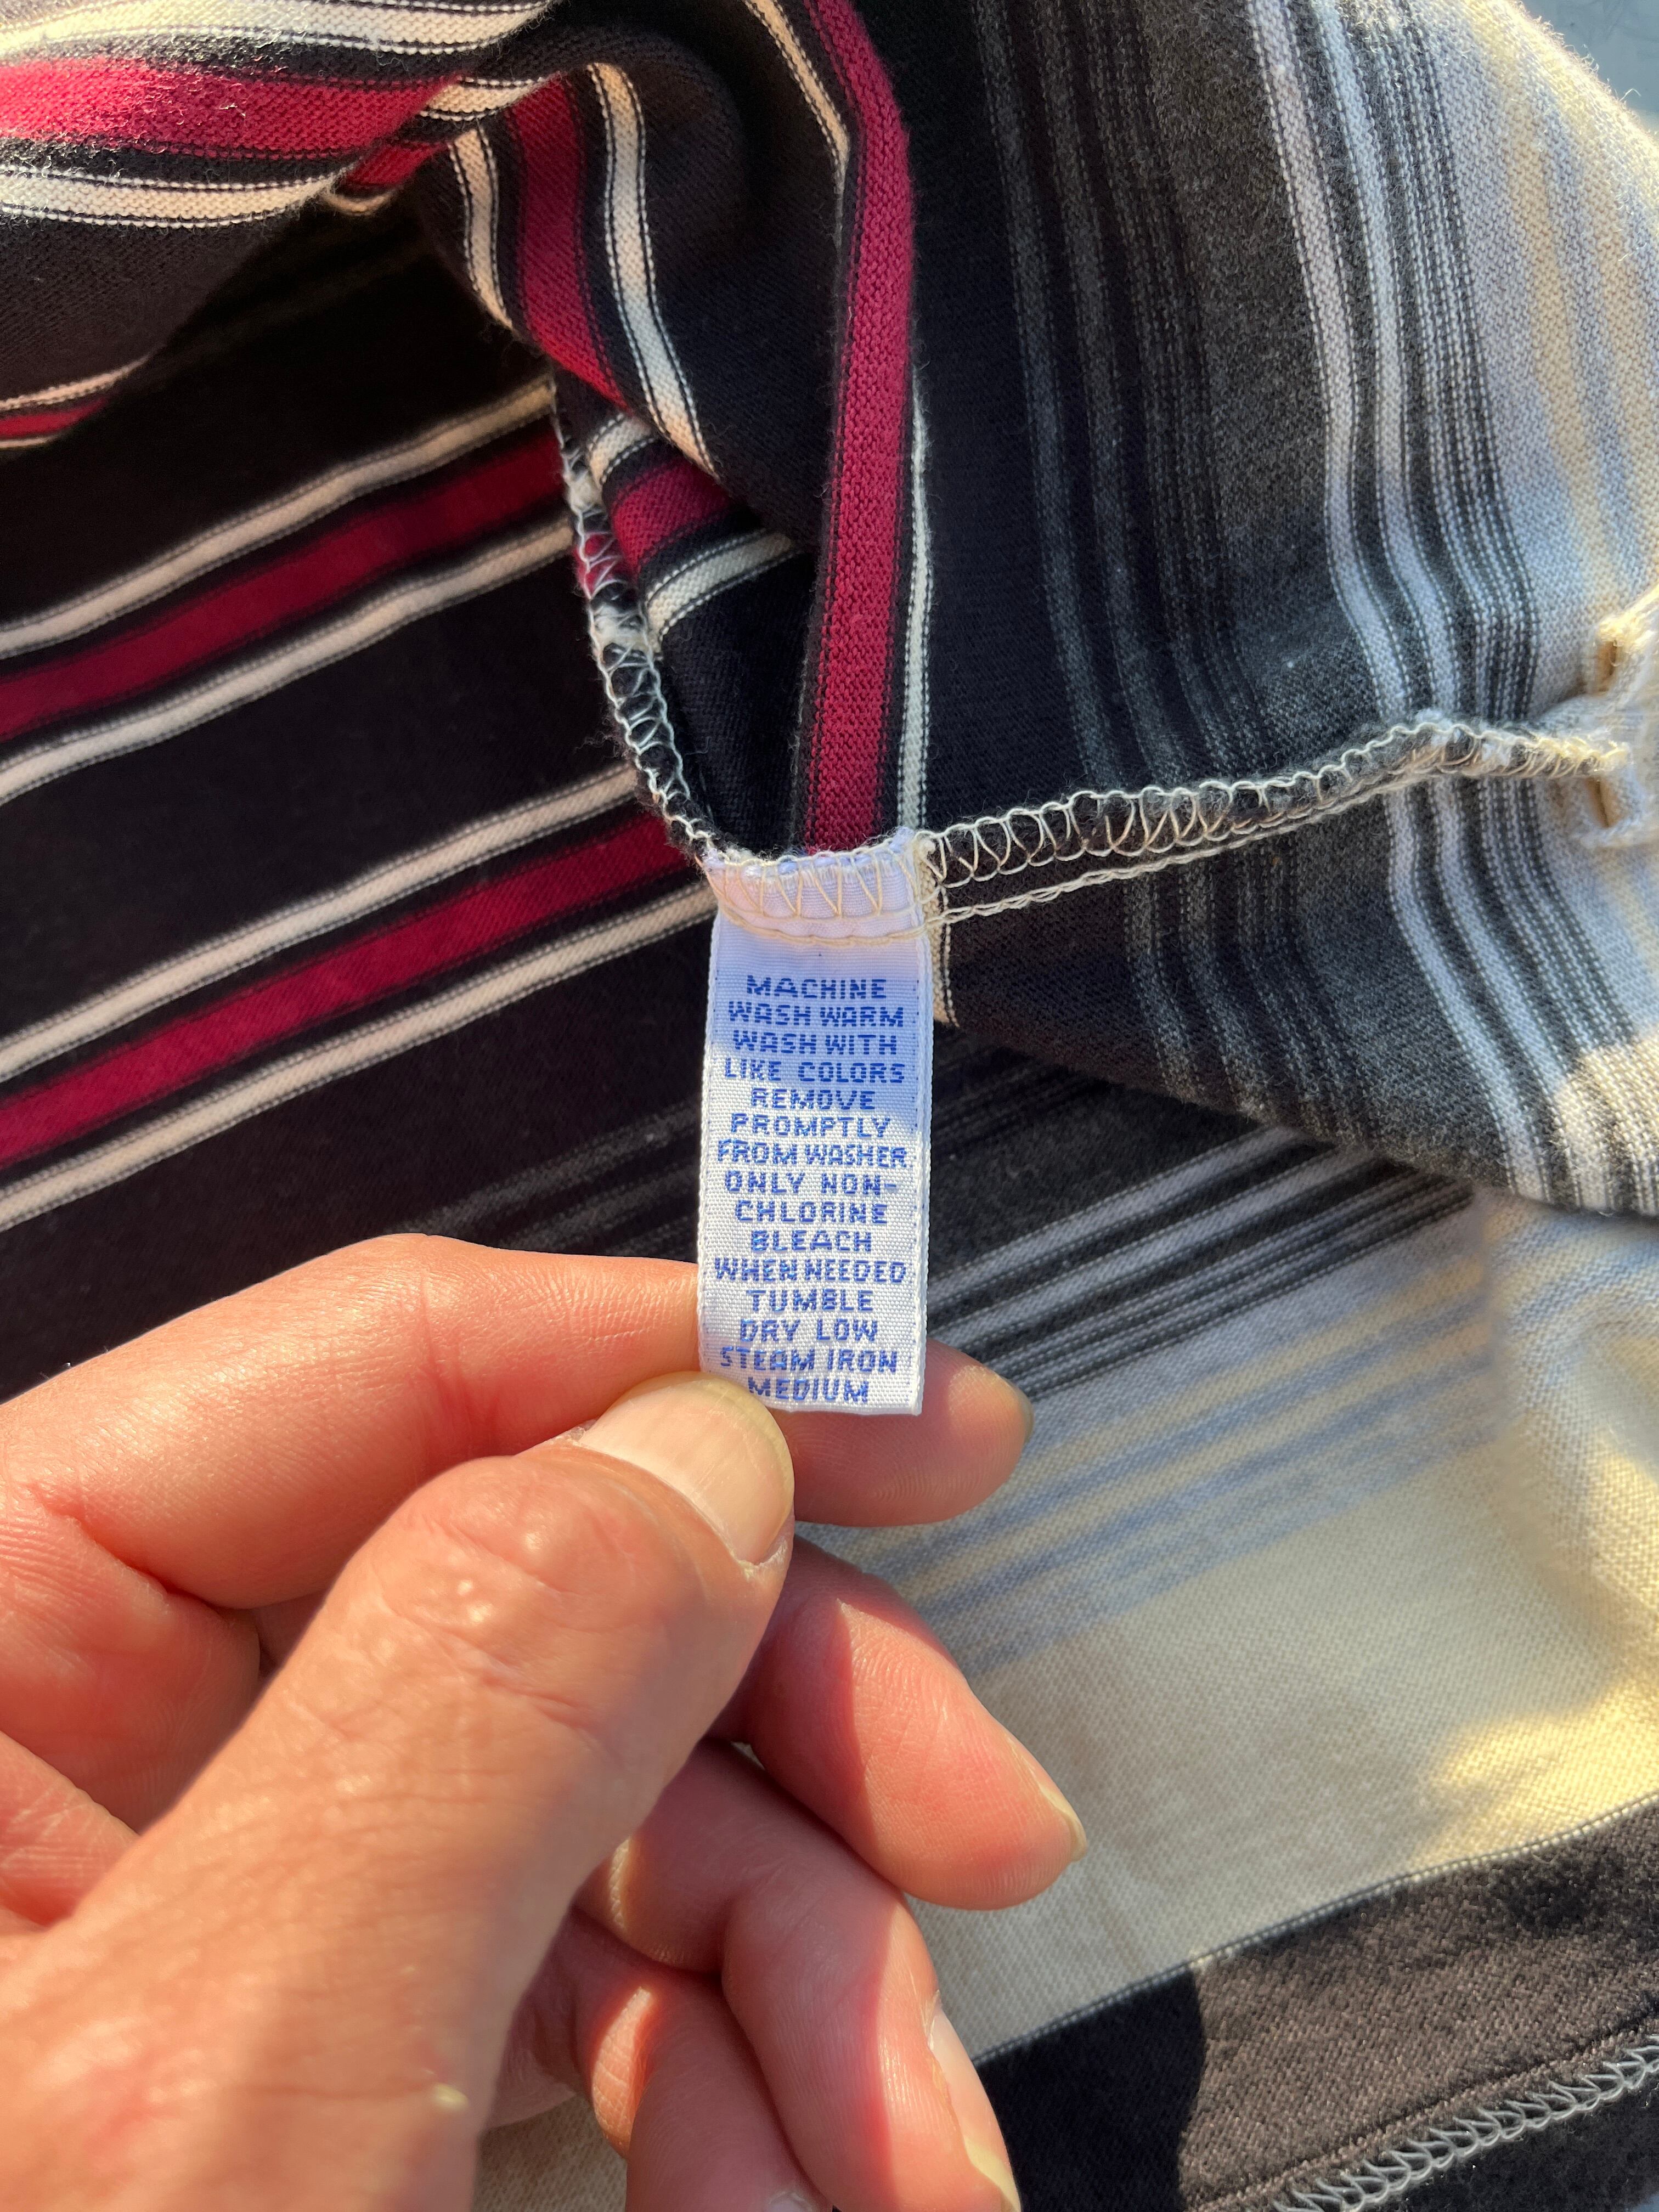 MACHINE
WASH WARM
WASH WITH
LIKE COLORS
REMOVE
PROMPTLY
FROM WASHER
ONLY NON-
CHLORINE
BLEACH
WHEN NEEDED
TUMBLE
DRY LOW
STEAM IRON
MEDIUM